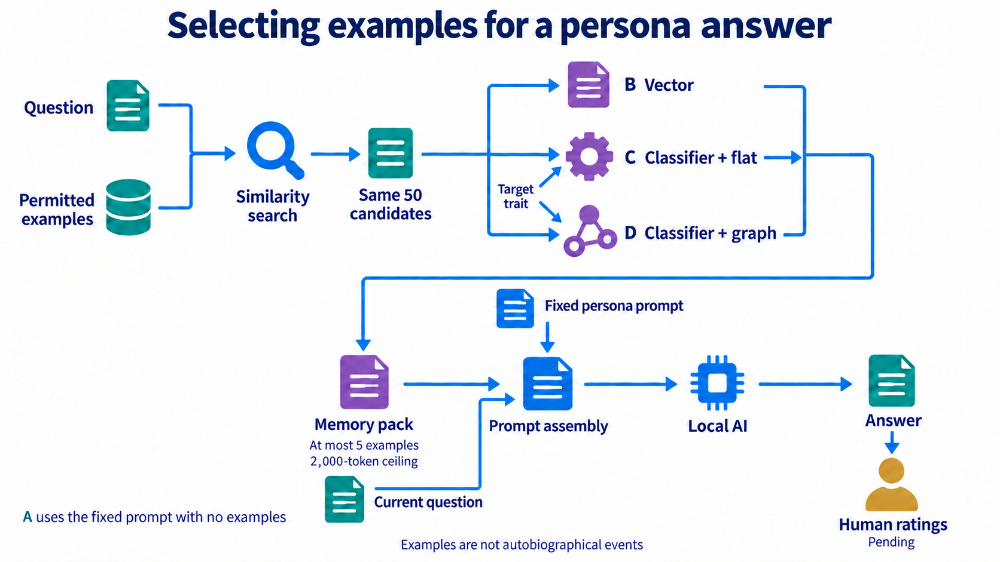 Selecting examples for a persona answer
Question
Permitted
examples
Similarity
search
Same 50
candidates
B Vector
C Classifier + flat
Target
trait
D Classifier + graph
Fixed persona prompt
Memory pack
At most 5 examples
2,000-token ceiling
Prompt assembly
Local AI
Answer
Current question
A uses the fixed prompt with no examples
Human ratings
Pending
Examples are not autobiographical events